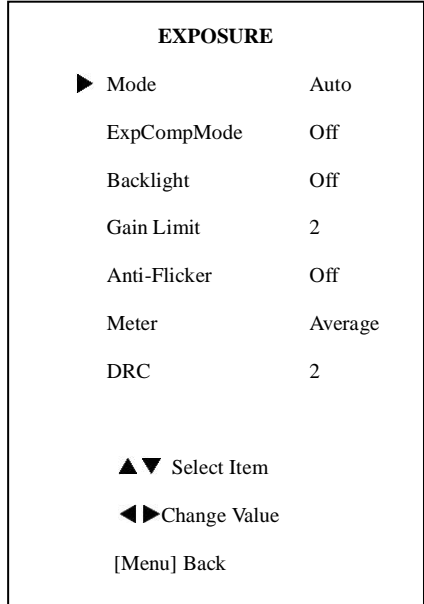 EXPOSURE
▶ Mode Auto
ExpCompMode Off
Backlight Off
Gain Limit 2
Anti-Flicker Off
Meter Average
DRC 2
▲▼ Select Item
◀▶Change Value
[Menu] Back